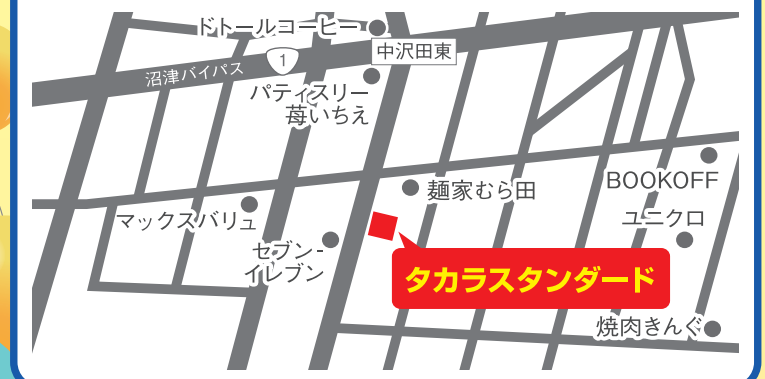 ドトールコーヒー
中沢田東
1
沼津バイパス
パティスリー
苺いちえ
BOOKOFF
麺家むら田
マックスバリュ
ユニクロ
セブン-
イレブン
タカラスタンダード
焼肉きんぐ